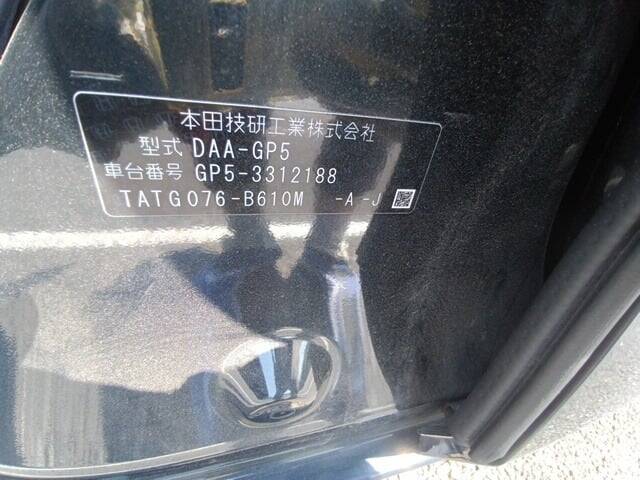 本田技研工業株式会社
型式 DAA-GP5
車台番号 GP5-3312188
TATG076-B610M -A -J